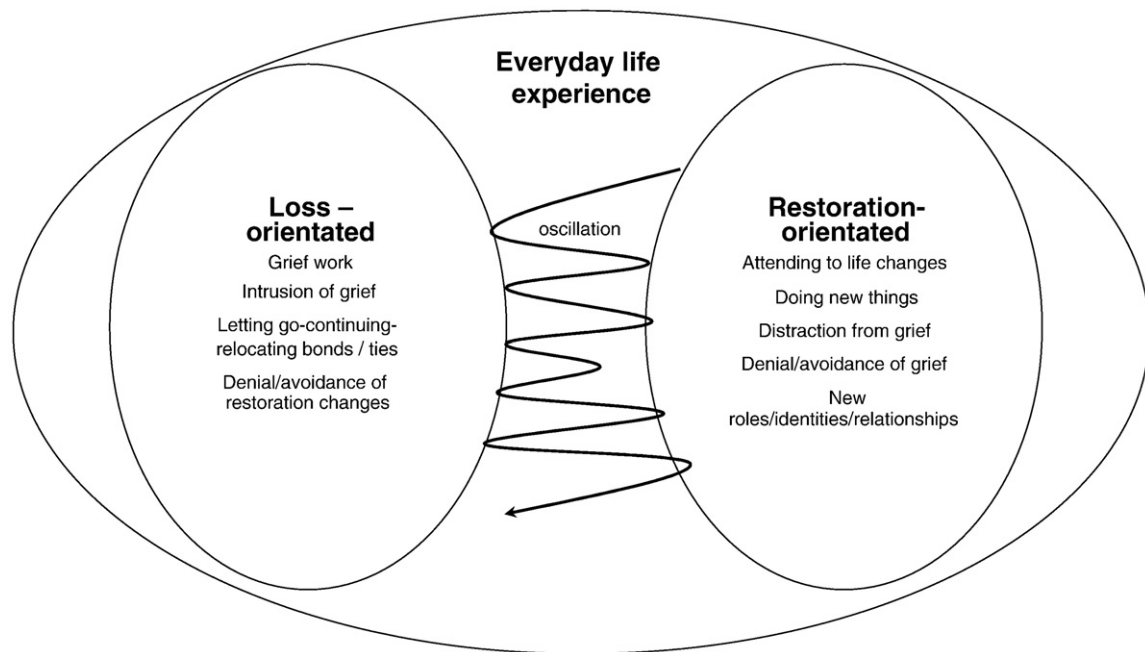 Everyday life
experience
Loss –
orientated
Grief work
Intrusion of grief
Letting go-continuing-
relocating bonds / ties
Denial/avoidance of
restoration changes
oscillation
Restoration-
orientated
Attending to life changes
Doing new things
Distraction from grief
Denial/avoidance of grief
New
roles/identities/relationships